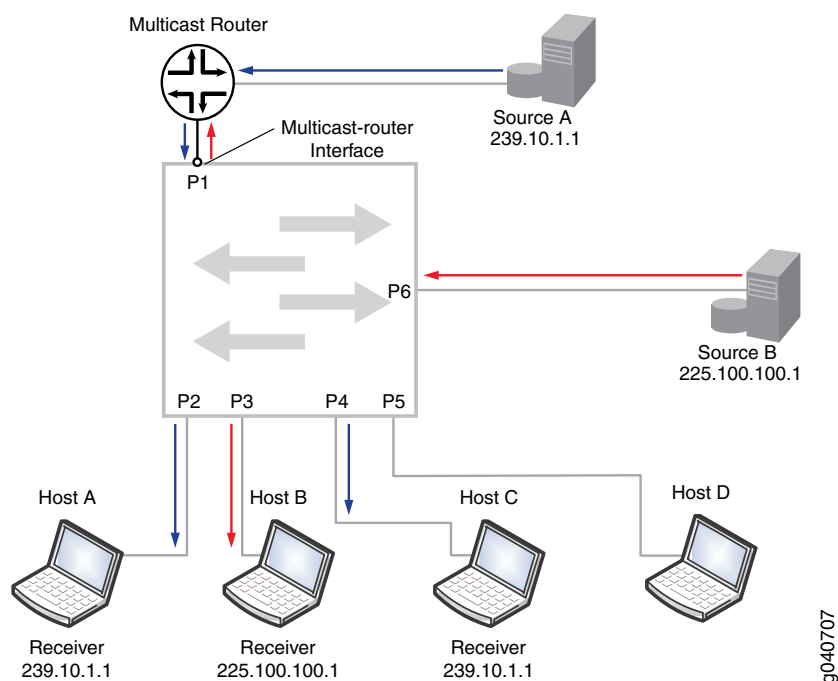 Multicast Router
Source A
239.10.1.1
Multicast-router
Interface
P1
P6
Source B
225.100.100.1
P2
P3
P4
P5
Host A
Host B
Host C
Host D
Receiver
239.10.1.1
Receiver
225.100.100.1
Receiver
239.10.1.1
g040707